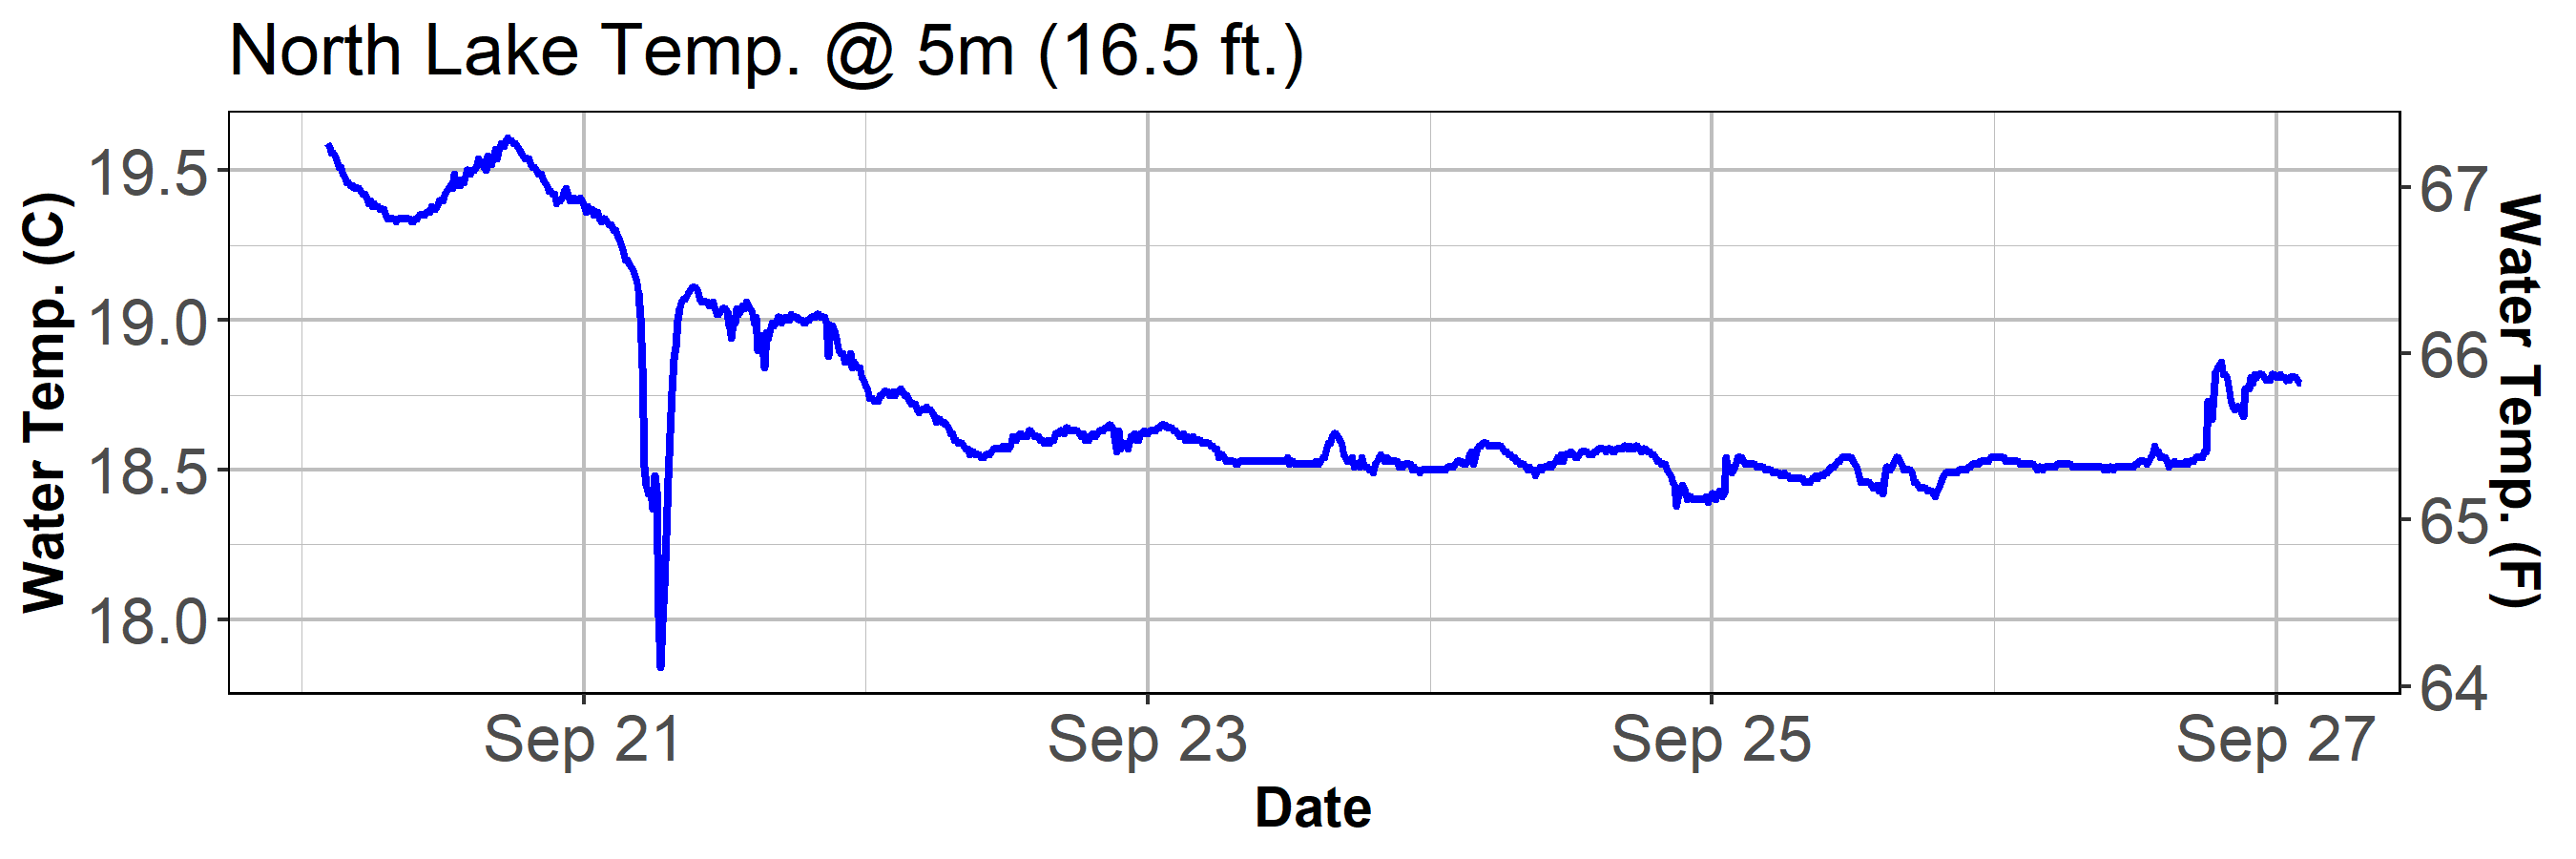 North Lake Temp. @ 5m (16.5 ft.)
Water Temp. (C)
19.5
19.0
18.5
18.0
67
66
65
64
Water Temp. (F)
Sep 21 Sep 23 Sep 25 Sep 27
Date